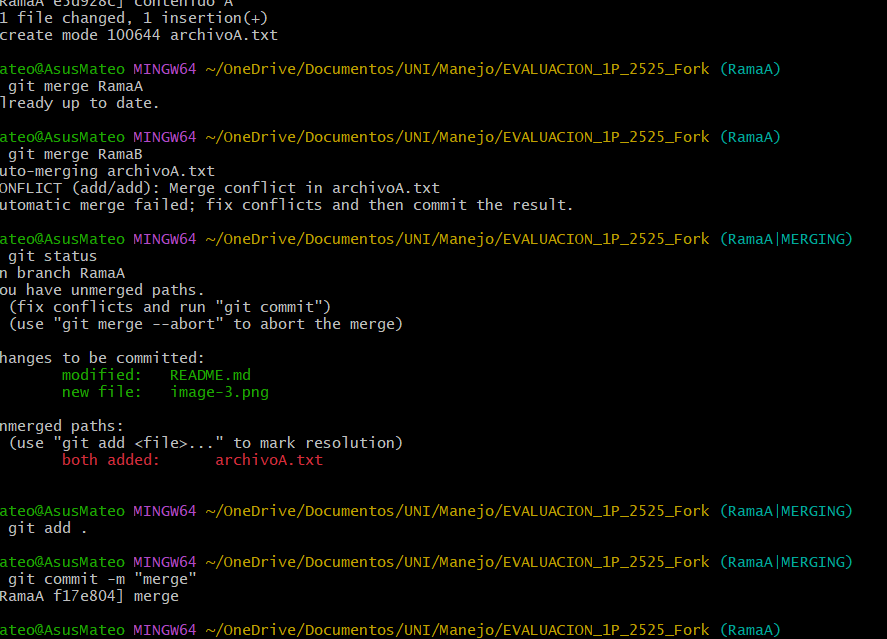 RamaA e5d928c] contenido A
1 file changed, 1 insertion(+)
create mode 100644 archivoA.txt
ateo@AsusMateo MINGW64 ~/OneDrive/Documentos/UNI/Manejo/EVALUACION_1P_2525_Fork (RamaA)
git merge RamaA
lready up to date.
ateo@AsusMateo MINGW64 ~/OneDrive/Documentos/UNI/Manejo/EVALUACION_1P_2525_Fork (RamaA)
git merge RamaB
uto-merging archivoA.txt
ONFLICT (add/add): Merge conflict in archivoA.txt
utomatic merge failed; fix conflicts and then commit the result.
ateo@AsusMateo MINGW64 ~/OneDrive/Documentos/UNI/Manejo/EVALUACION_1P_2525_Fork (RamaA|MERGING)
git status
n branch RamaA
ou have unmerged paths.
(fix conflicts and run "git commit")
(use "git merge --abort" to abort the merge)
hanges to be committed:
modified: README.md
new file: image-3.png
nmerged paths:
(use "git add <file>..." to mark resolution)
both added: archivoA.txt
ateo@AsusMateo MINGW64 ~/OneDrive/Documentos/UNI/Manejo/EVALUACION_1P_2525_Fork (RamaA|MERGING)
git add .
ateo@AsusMateo MINGW64 ~/OneDrive/Documentos/UNI/Manejo/EVALUACION_1P_2525_Fork (RamaA|MERGING)
git commit -m "merge"
RamaA f17e804] merge
ateo@AsusMateo MINGW64 ~/OneDrive/Documentos/UNI/Manejo/EVALUACION_1P_2525_Fork (RamaA)